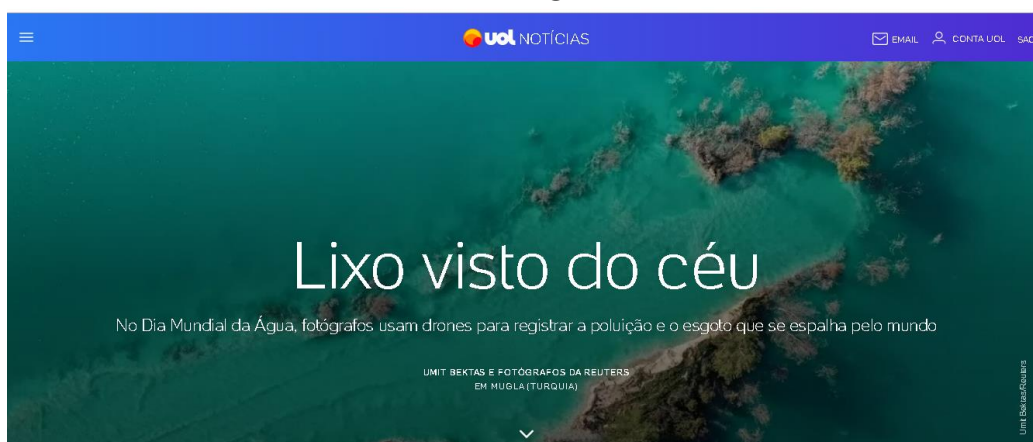 uol NOTÍCIAS
EMAIL
CONTA UOL
SAC
Lixo visto do céu
No Dia Mundial da Água, fotógrafos usam drones para registrar a poluição e o esgoto que se espalha pelo mundo
UMIT BEKTAS E FOTÓGRAFOS DA REUTERS
EM MUGLA (TURQUIA)
Umit Bektas/Reuters